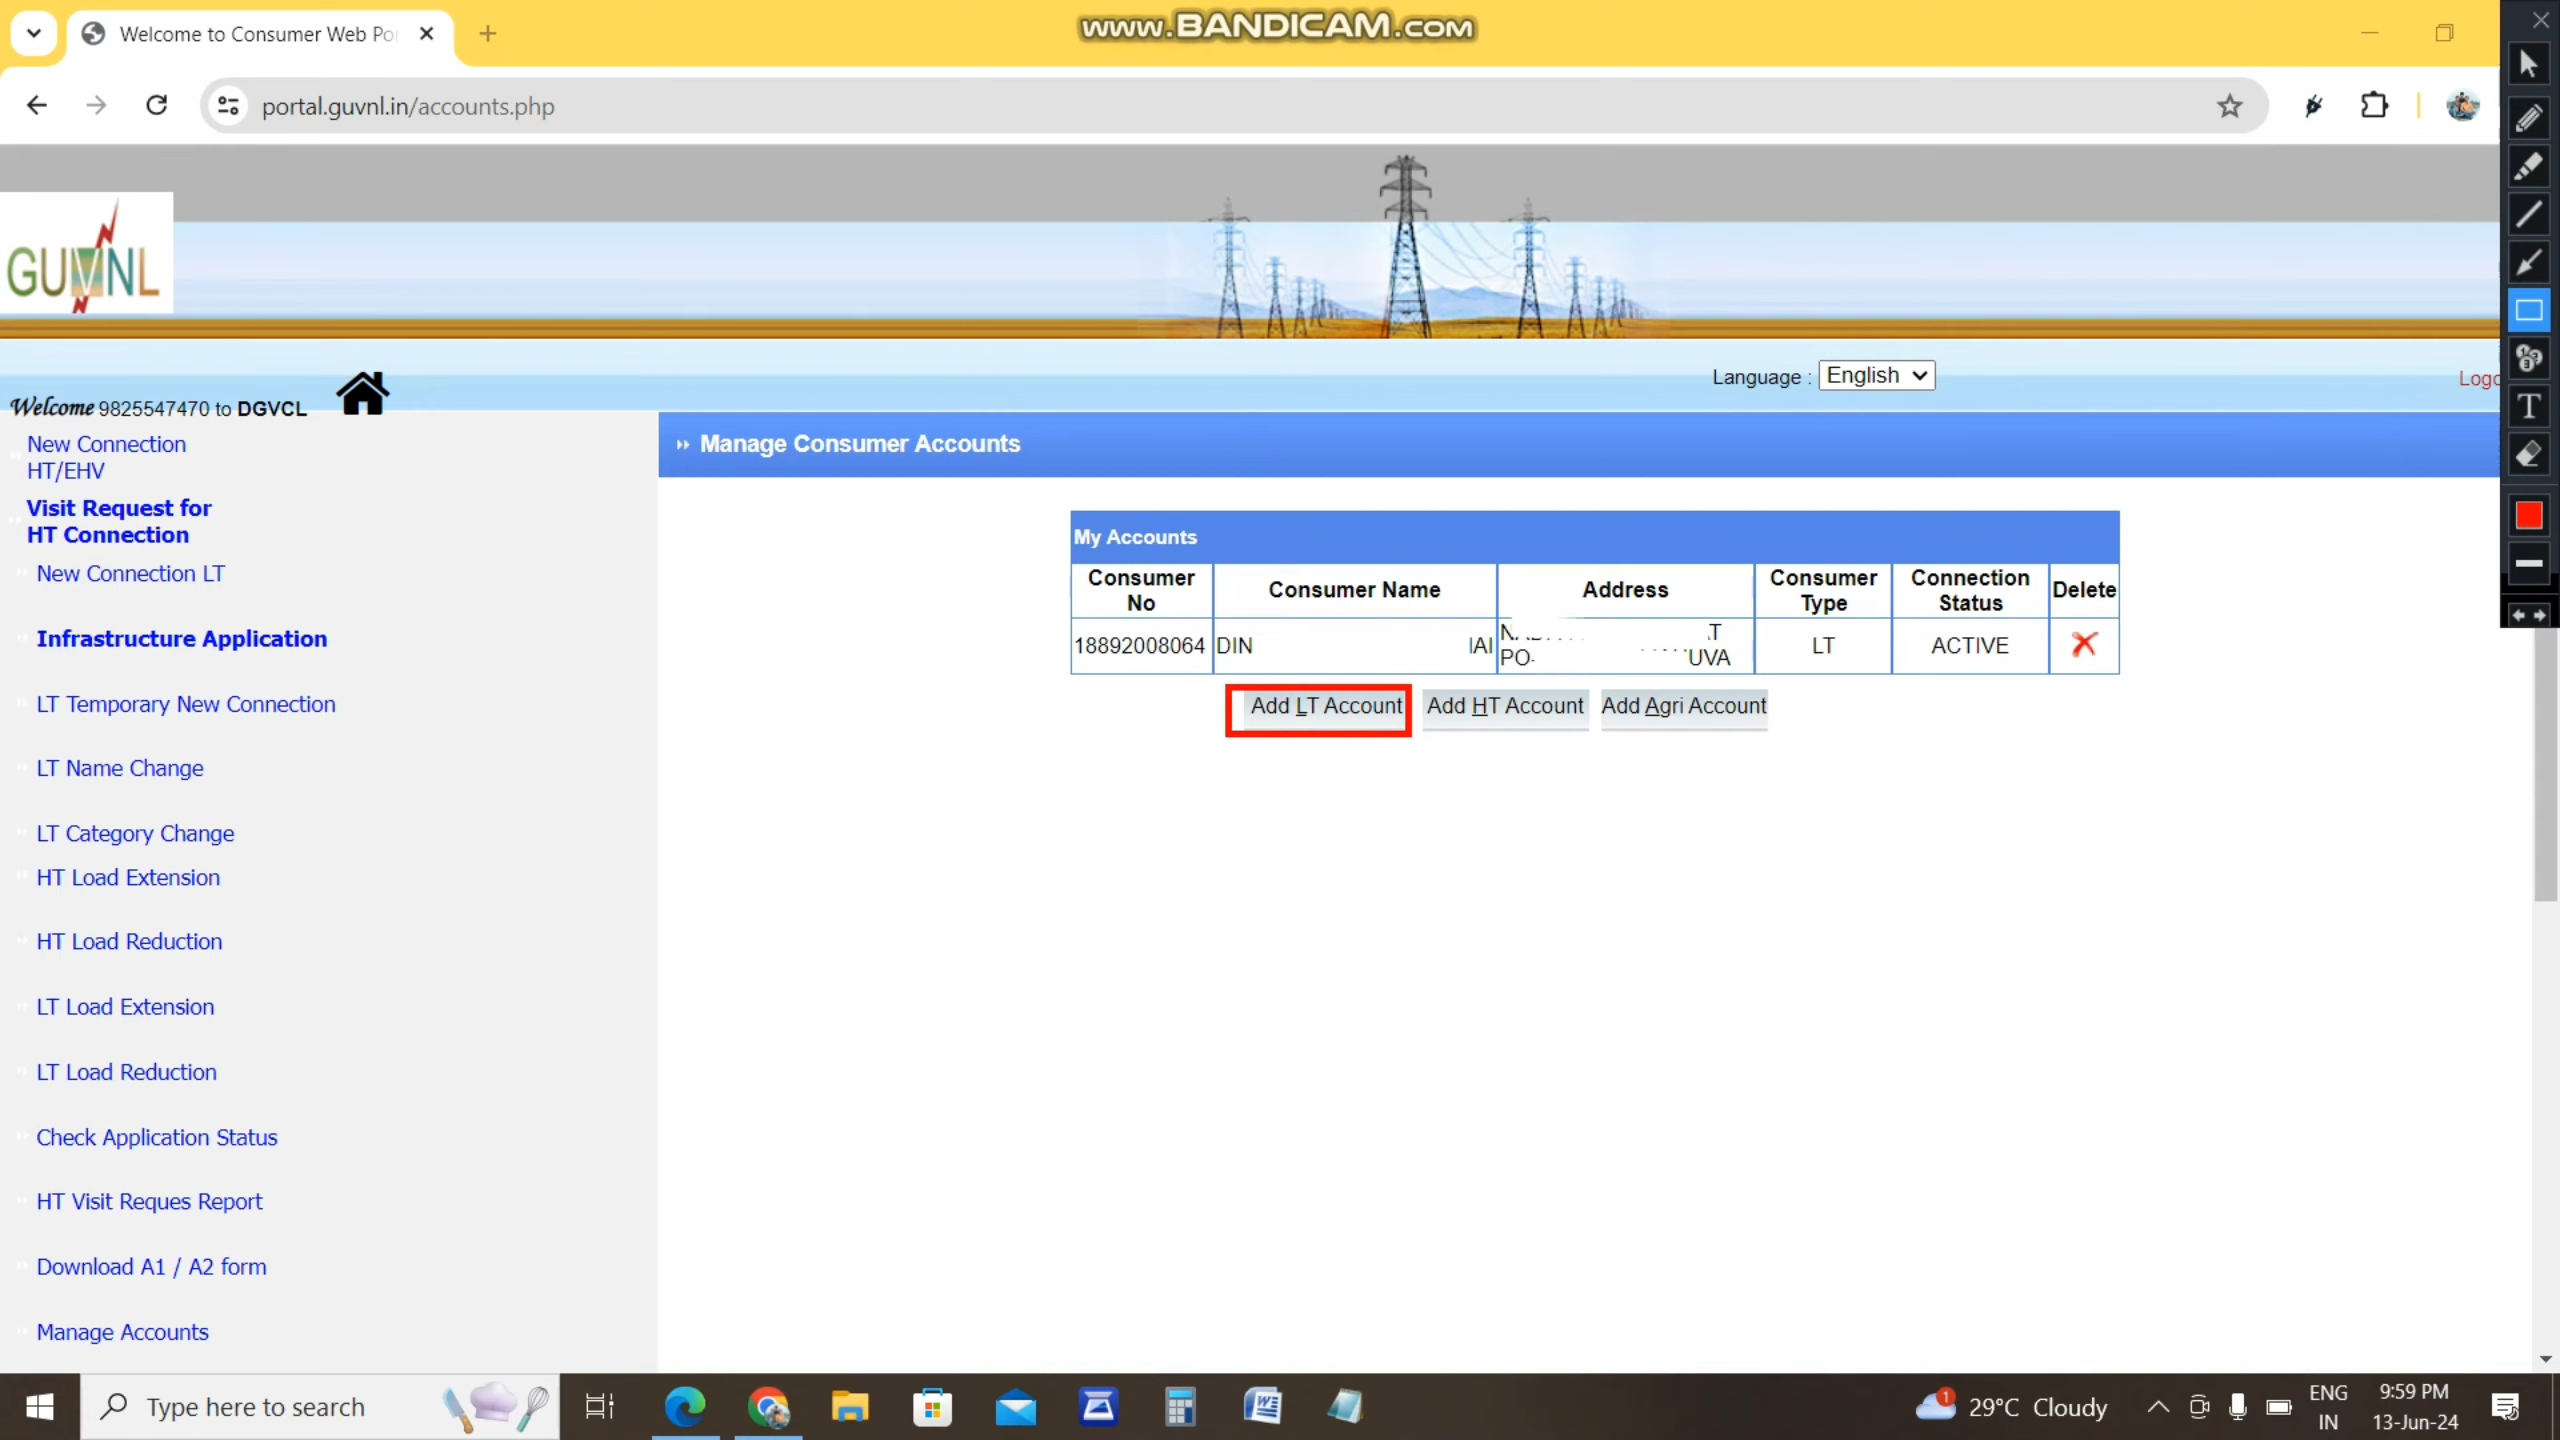 Welcome to Consumer Web Po
www.BANDICAM.com
portal.guvnl.in/accounts.php
GUVNL
Language : English
Logo
Welcome 9825547470 to DGVCL
New Connection
HT/EHV
Visit Request for
HT Connection
New Connection LT
Infrastructure Application
LT Temporary New Connection
LT Name Change
LT Category Change
HT Load Extension
HT Load Reduction
LT Load Extension
LT Load Reduction
Check Application Status
HT Visit Reques Report
Download A1 / A2 form
Manage Accounts
Manage Consumer Accounts
My Accounts
Consumer No Consumer Name Address Consumer Type Connection Status Delete
18892008064 DIN LT ACTIVE
PO- UVA
Add LT Account Add HT Account Add Agri Account
T
Type here to search
29°C Cloudy
ENG
IN
9:59 PM
13-Jun-24